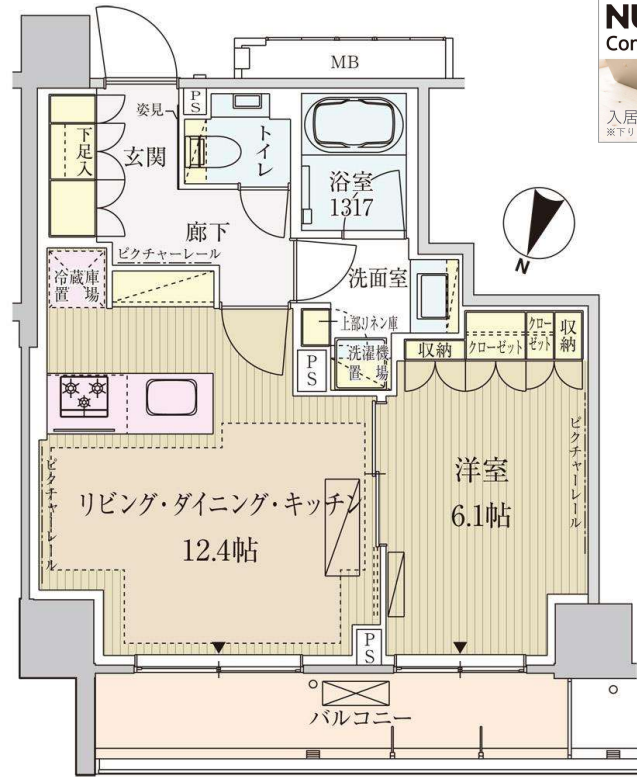 MB
PS
姿見
下足入
玄関
トイレ
浴室
1317
廊下
ピクチャーレール
冷蔵庫置場
洗面室
上部リネン庫
洗濯機置場
PS
収納
クローゼット
クローゼット
収納
N
ピクチャーレール
リビング・ダイニング・キッチン
12.4帖
洋室
6.1帖
ピクチャーレール
PS
バルコニー
入居
※下り